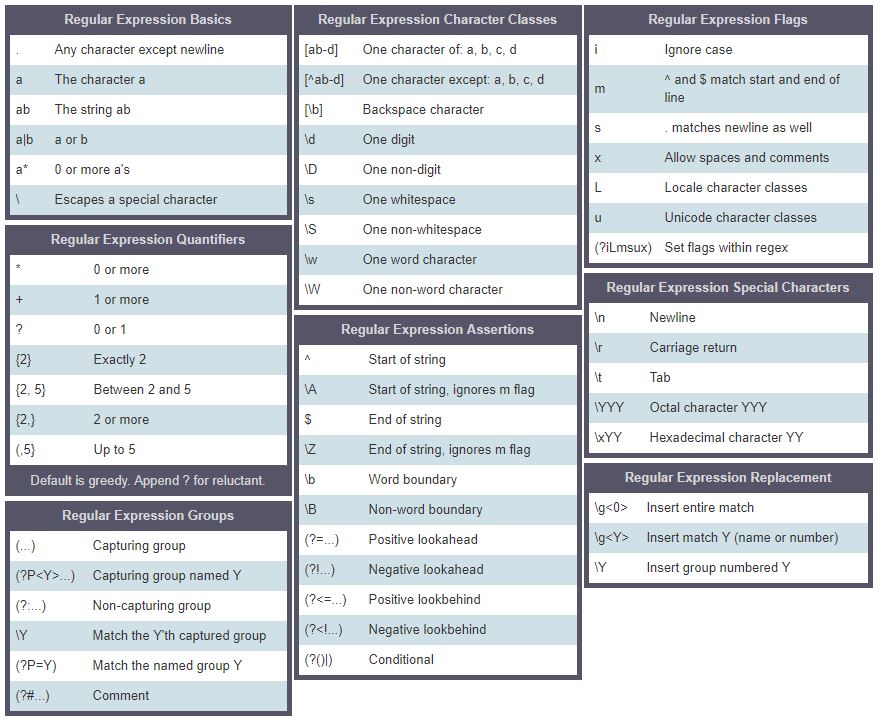 Regular Expression Basics
. Any character except newline
a The character a
ab The string ab
a|b a or b
a* 0 or more a's
\ Escapes a special character
Regular Expression Quantifiers
* 0 or more
+ 1 or more
? 0 or 1
{2} Exactly 2
{2, 5} Between 2 and 5
{2,} 2 or more
(,5} Up to 5
Default is greedy. Append ? for reluctant.
Regular Expression Groups
(...) Capturing group
(?P<Y>...) Capturing group named Y
(?:...) Non-capturing group
\Y Match the Y'th captured group
(?P=Y) Match the named group Y
(?#...) Comment
Regular Expression Character Classes
[ab-d] One character of: a, b, c, d
[^ab-d] One character except: a, b, c, d
[\b] Backspace character
\d One digit
\D One non-digit
\s One whitespace
\S One non-whitespace
\w One word character
\W One non-word character
Regular Expression Assertions
^ Start of string
\A Start of string, ignores m flag
$ End of string
\Z End of string, ignores m flag
\b Word boundary
\B Non-word boundary
(?=...) Positive lookahead
(?!...) Negative lookahead
(?<=...) Positive lookbehind
(?<!...) Negative lookbehind
(?()|) Conditional
Regular Expression Flags
i Ignore case
m ^ and $ match start and end of
line
s . matches newline as well
x Allow spaces and comments
L Locale character classes
u Unicode character classes
(?iLmsux) Set flags within regex
Regular Expression Special Characters
\n Newline
\r Carriage return
\t Tab
\YYY Octal character YYY
\xYY Hexadecimal character YY
Regular Expression Replacement
\g<0> Insert entire match
\g<Y> Insert match Y (name or number)
\Y Insert group numbered Y